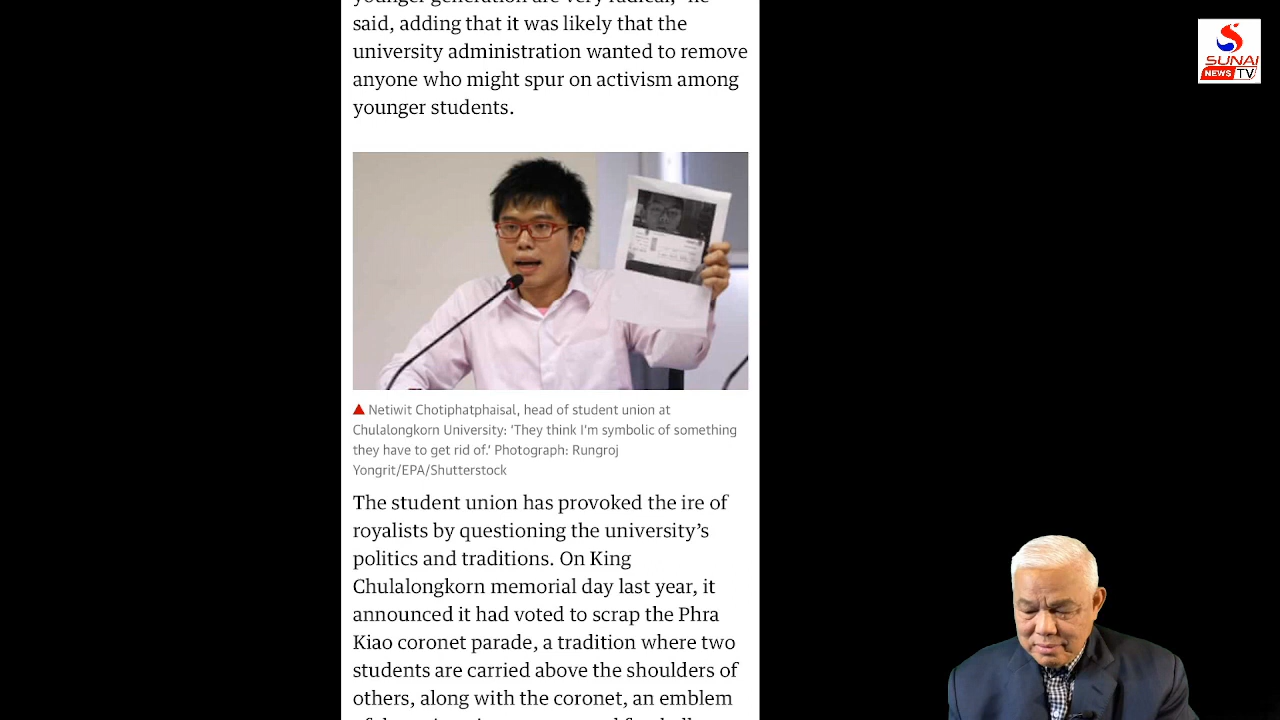 said, adding that it was likely that the
university administration wanted to remove
anyone who might spur on activism among
younger students.
Netiwit Chotiphatphaisal, head of student union at
Chulalongkorn University: ‘They think I'm symbolic of something
they have to get rid of.’ Photograph: Rungroj
Yongrit/EPA/Shutterstock
The student union has provoked the ire of
royalists by questioning the university’s
politics and traditions. On King
Chulalongkorn memorial day last year, it
announced it had voted to scrap the Phra
Kiao coronet parade, a tradition where two
students are carried above the shoulders of
others, along with the coronet, an emblem
SUNAI
NEWS TV